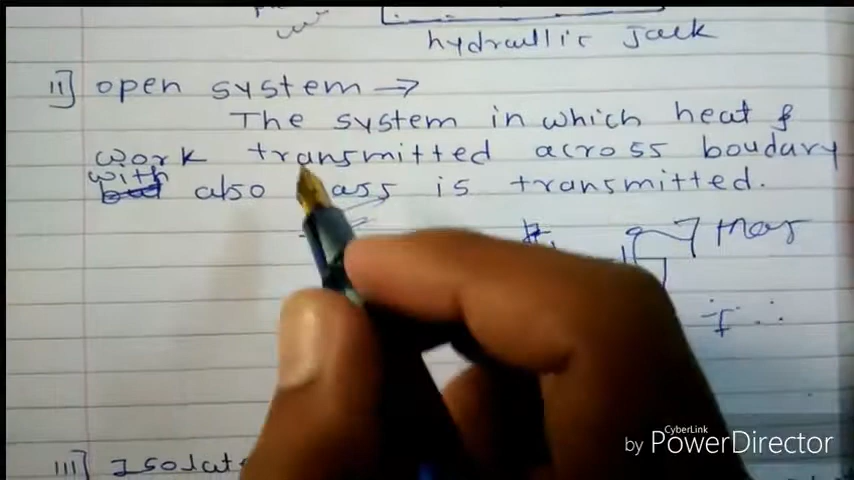 hydraullic Jack
II] open system →
The system in which heat &
work transmitted across boudary
with also mass is transmitted.
mas
III] Isolat
CyberLink
by PowerDirector